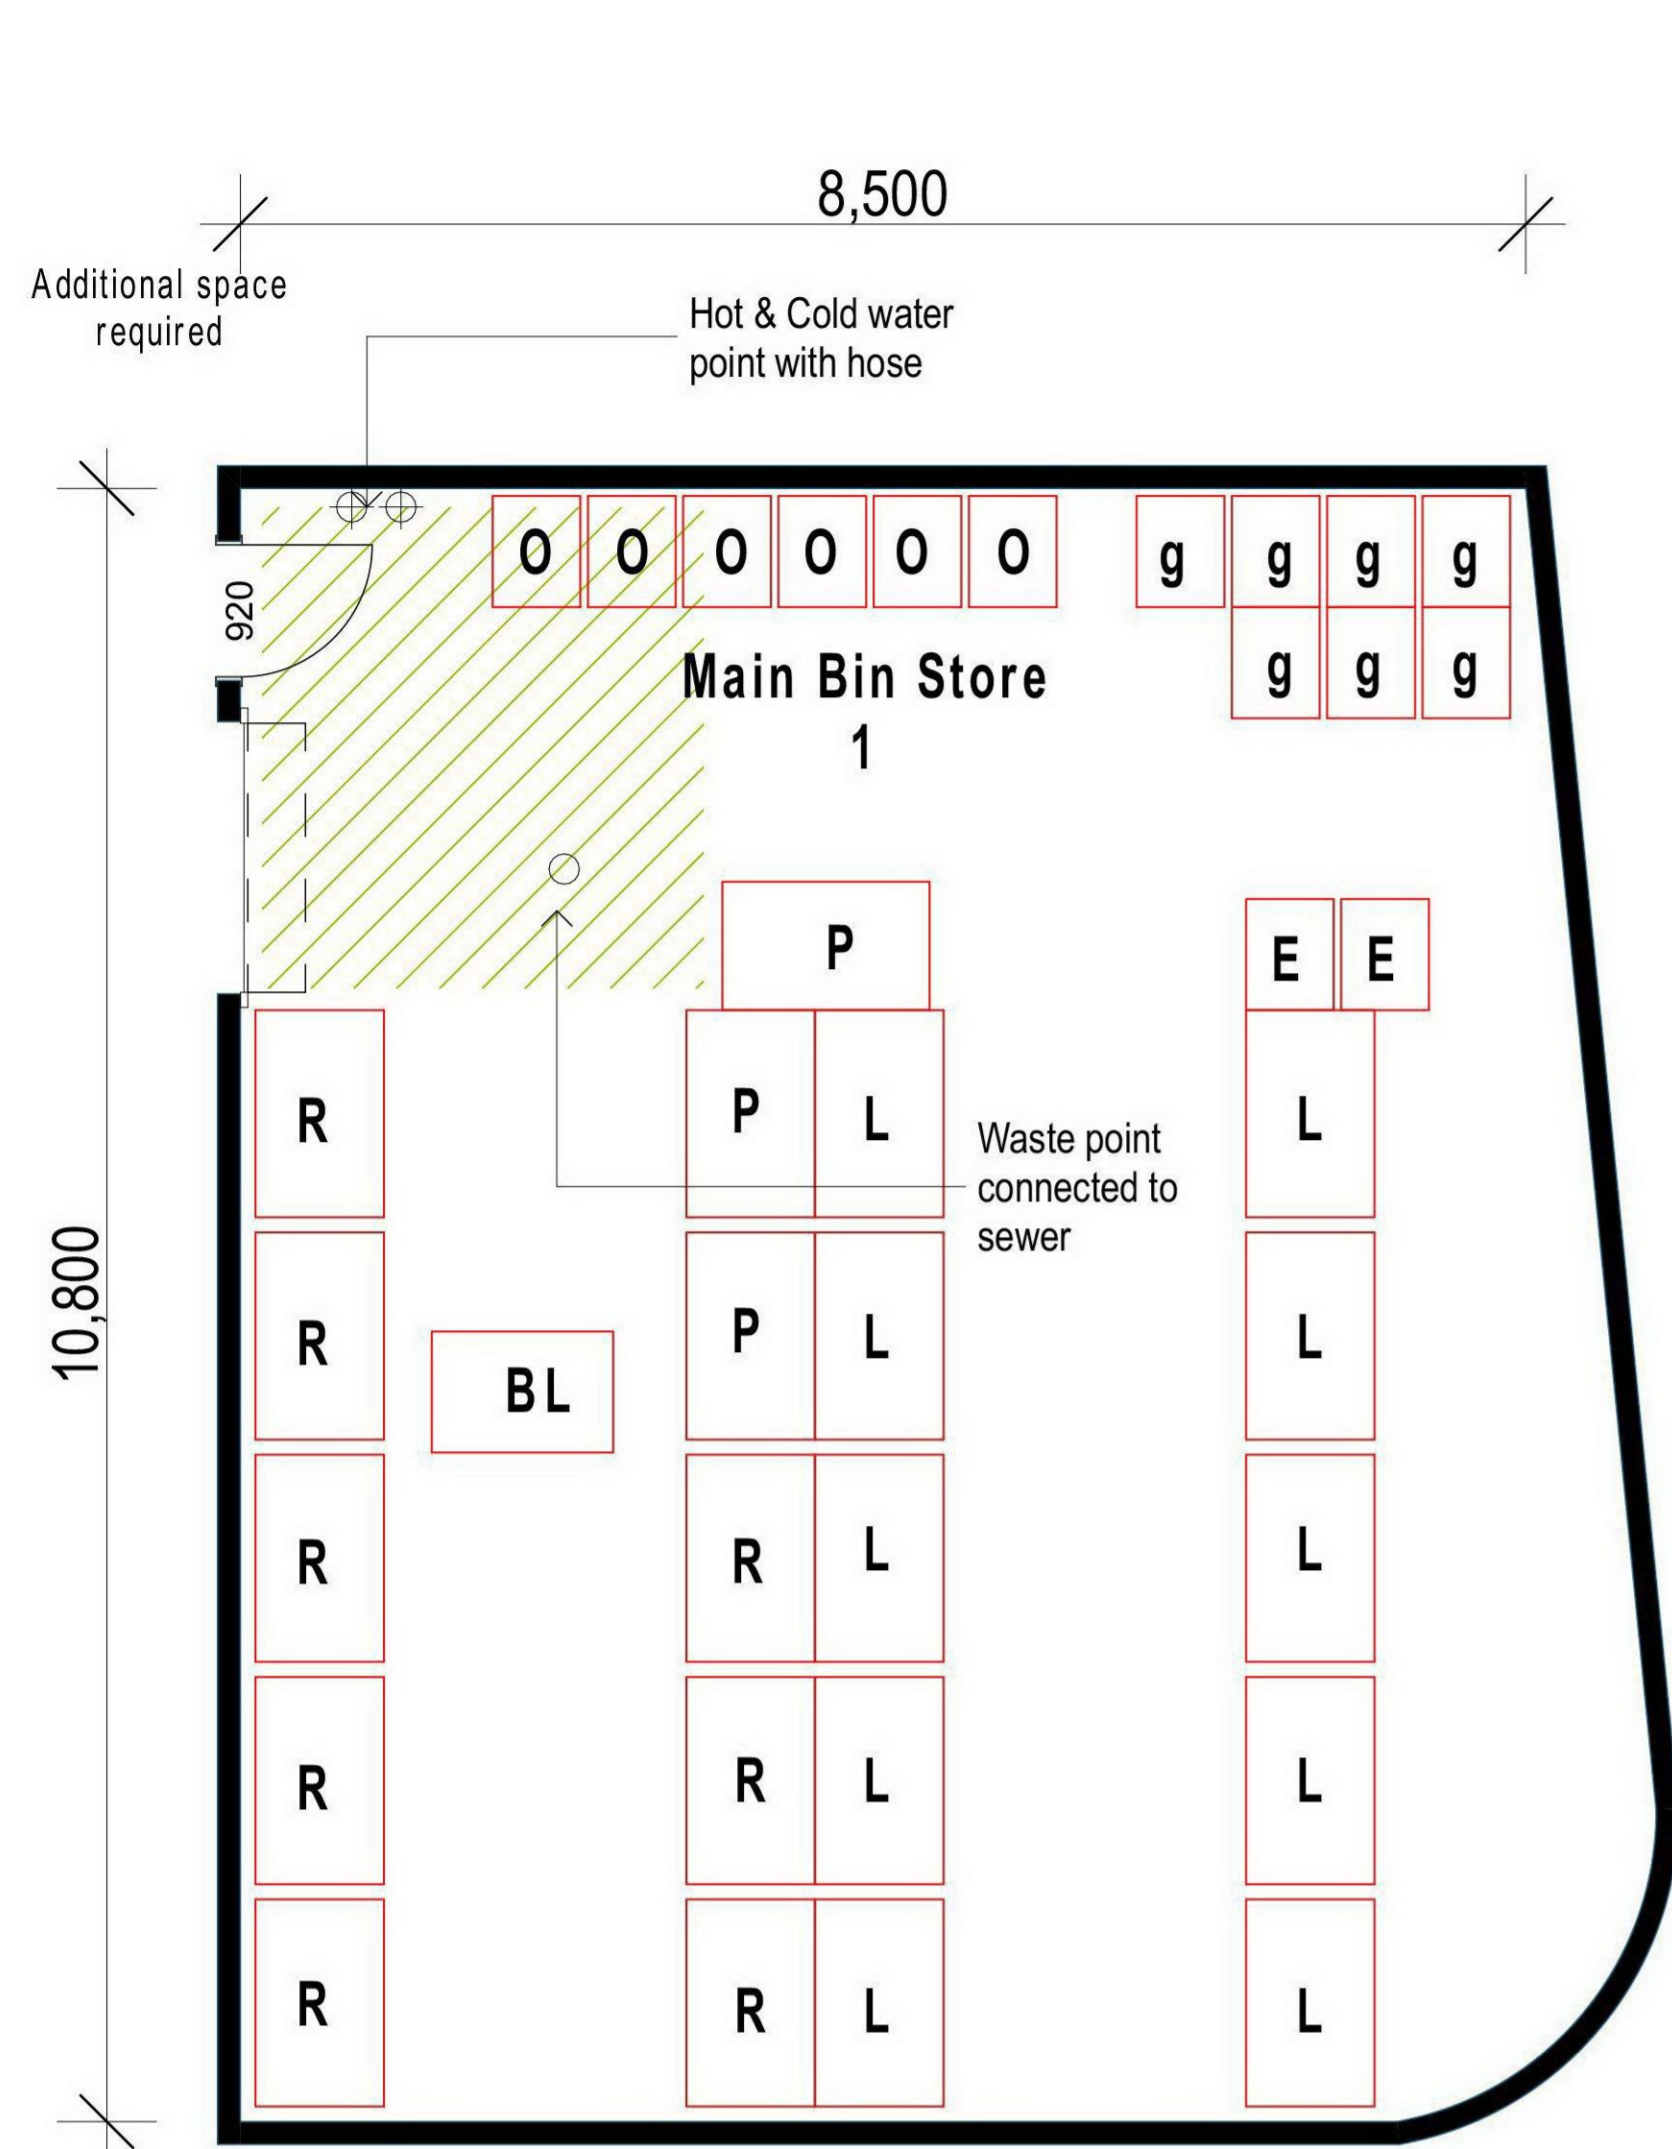 8,500
Additional space
required
Hot & Cold water
point with hose
920
O O O O O O g g g g
g g g
Main Bin Store
1
P
E E
R P L L
Waste point
connected to
sewer
10,800
R P L L
BL
R R L L
R R L L
R R L L